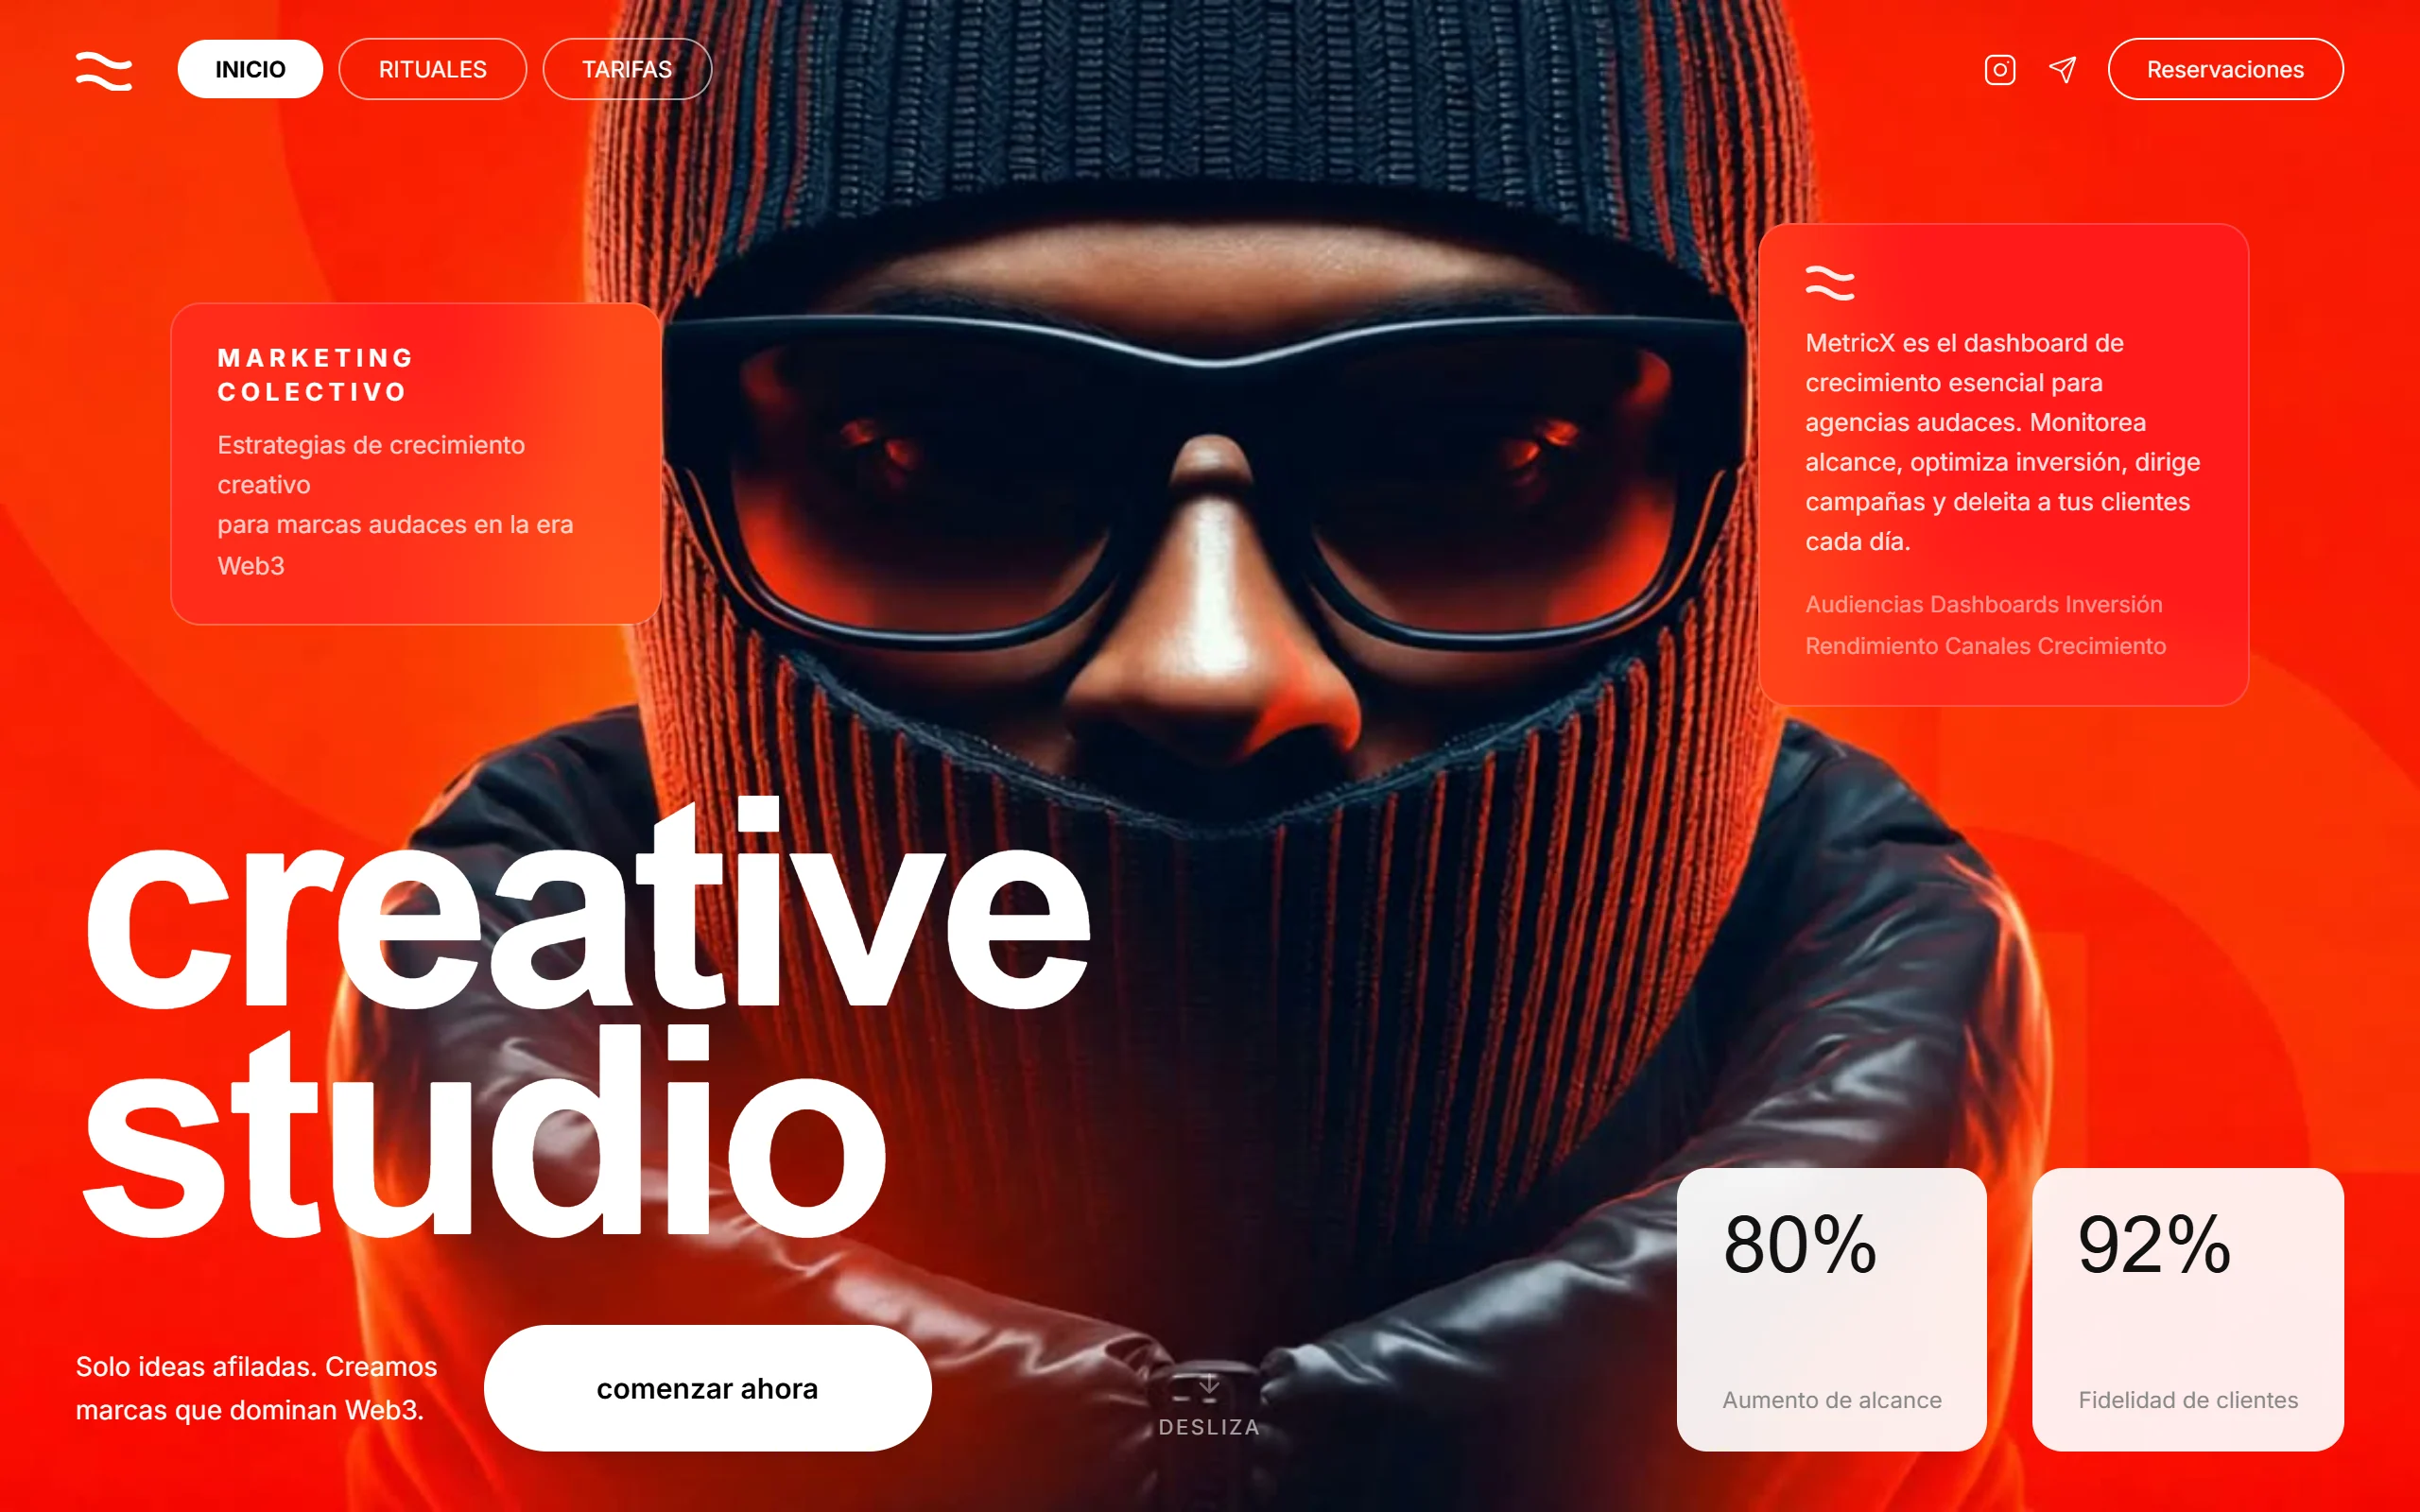 INICIO
RITUALES
TARIFAS
Reservaciones
MARKETING
COLECTIVO
Estrategias de crecimiento
creativo
para marcas audaces en la era
Web3
MetricX es el dashboard de
crecimiento esencial para
agencias audaces. Monitorea
alcance, optimiza inversión, dirige
campañas y deleita a tus clientes
cada día.
Audiencias Dashboards Inversión
Rendimiento Canales Crecimiento
creative
studio
Solo ideas afiladas. Creamos
marcas que dominan Web3.
comenzar ahora
DESLIZA
80%
Aumento de alcance
92%
Fidelidad de clientes